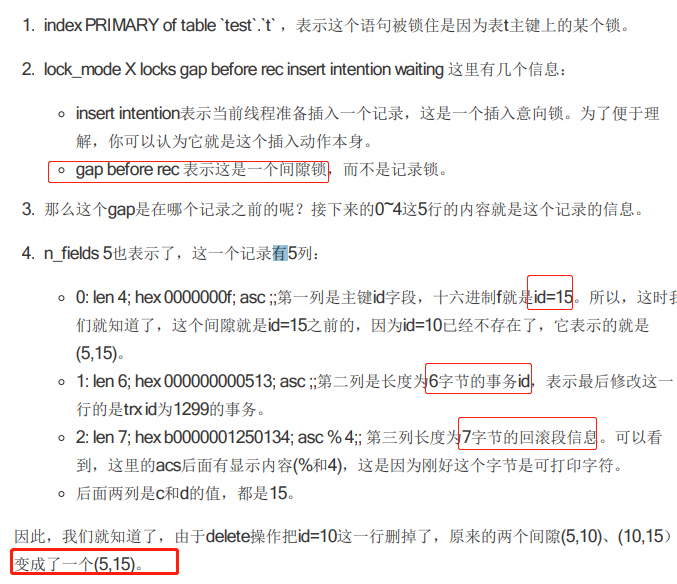 1. index PRIMARY of table `test`.`t` ，表示这个语句被锁住是因为表t主键上的某个锁。
2. lock_mode X locks gap before rec insert intention waiting 这里有几个信息：
insert intention表示当前线程准备插入一个记录，这是一个插入意向锁。为了便于理
解，你可以认为它就是这个插入动作本身。
gap before rec 表示这是一个间隙锁，而不是记录锁。
3. 那么这个gap是在哪个记录之前的呢？接下来的0~4这5行的内容就是这个记录的信息。
4. n_fields 5也表示了，这一个记录有5列：
0: len 4; hex 0000000f; asc ;;第一列是主键id字段，十六进制f就是id=15。所以，这时我
们就知道了，这个间隙就是id=15之前的，因为id=10已经不存在了，它表示的就是
(5,15)。
1: len 6; hex 000000000513; asc ;;第二列是长度为6字节的事务id，表示最后修改这一
行的是trx id为1299的事务。
2: len 7; hex b0000001250134; asc % 4;; 第三列长度为7字节的回滚段信息。可以看
到，这里的acs后面有显示内容(%和4)，这是因为刚好这个字节是可打印字符。
后面两列是c和d的值，都是15。
因此，我们就知道了，由于delete操作把id=10这一行删掉了，原来的两个间隙(5,10)、(10,15）
变成了一个(5,15)。